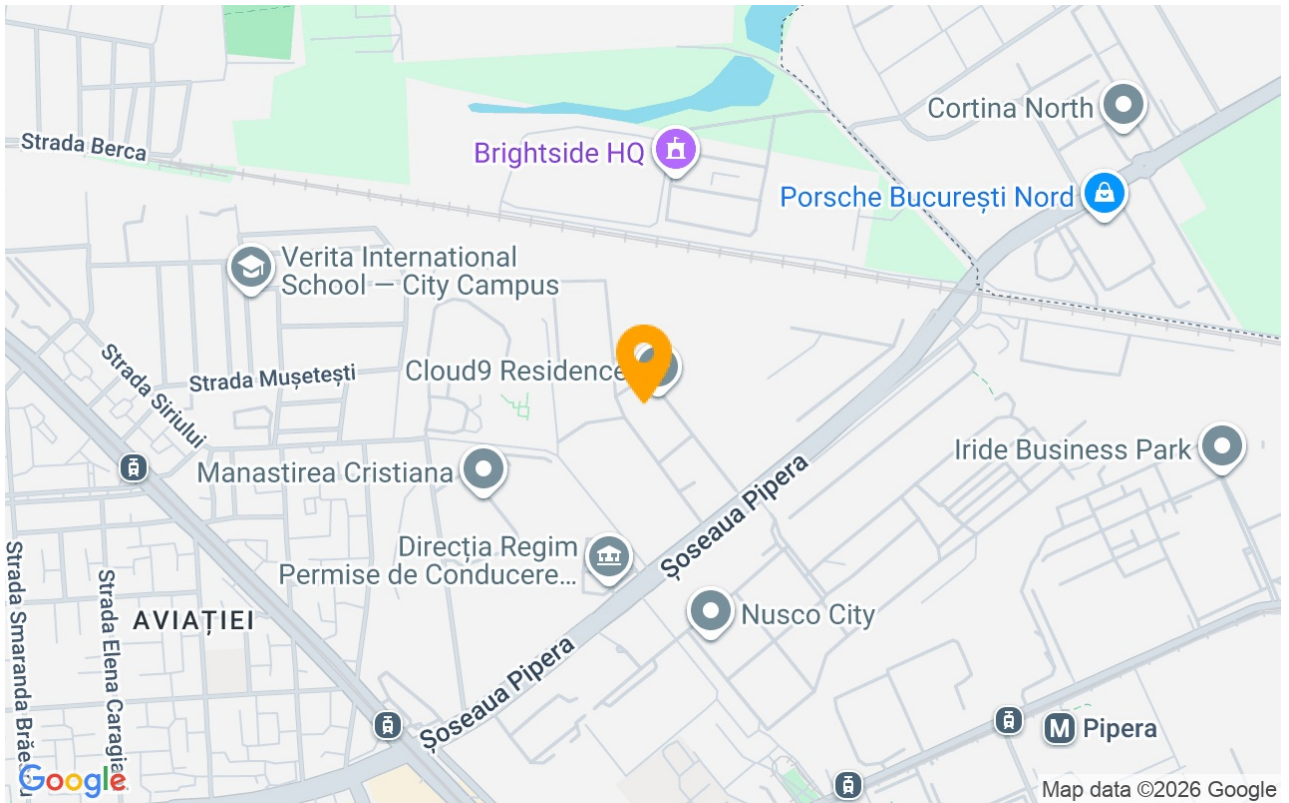 Cortina North
Strada Berca
Brightside HQ
Porsche București Nord
Verita International
School — City Campus
Strada Siriului
Strada Mușetești
Cloud9 Residence
Manastirea Cristiana
Iride Business Park
Șoseaua Pipera
Direcția Regim
Permise de Conducere...
Strada Smaranda Brăescu
Strada Elena Caragia
AVIAȚIEI
Nusco City
Șoseaua Pipera
M Pipera
Google
Map data ©2026 Google